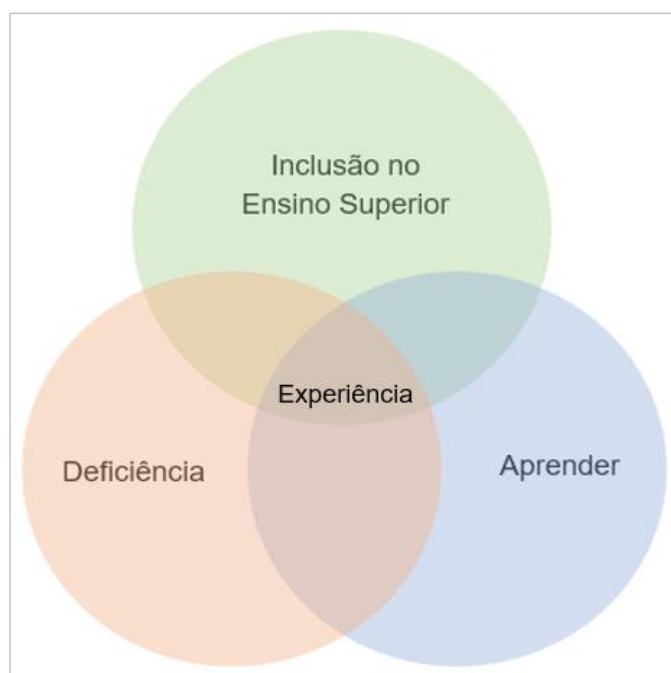 Inclusão no
Ensino Superior
Experiência
Deficiência
Aprender